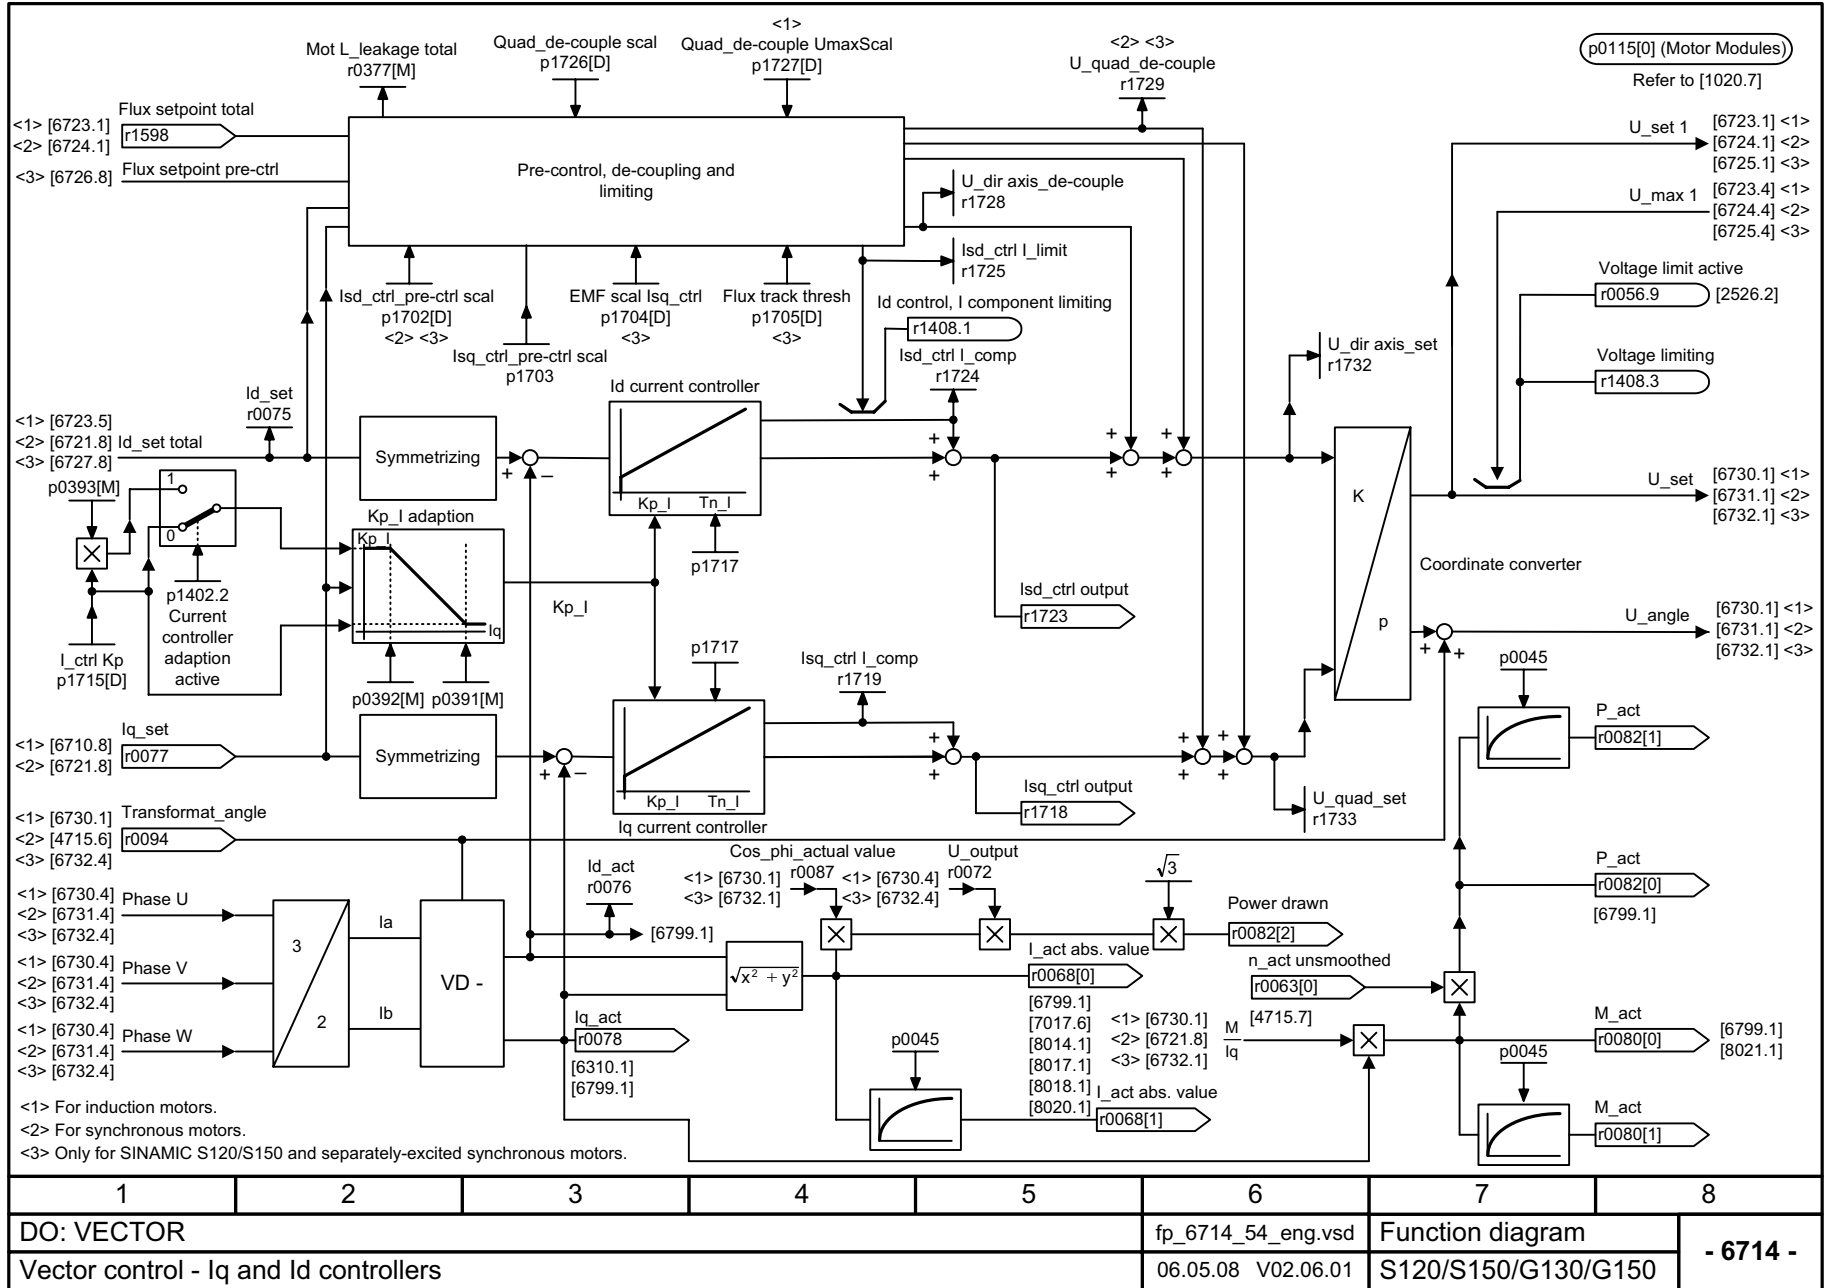 Mot L_leakage total
r0377[M]
Quad_de-couple scal
p1726[D]
<1>
Quad_de-couple UmaxScal
p1727[D]
<2> <3>
U_quad_de-couple
r1729
p0115[0] (Motor Modules)
Refer to [1020.7]
Flux setpoint total
<1> [6723.1]
<2> [6724.1]
r1598
<3> [6726.8]
Flux setpoint pre-ctrl
Pre-control, de-coupling and
limiting
U_dir axis_de-couple
r1728
Isd_ctrl I_limit
r1725
U_set 1
[6723.1] <1>
[6724.1] <2>
[6725.1] <3>
U_max 1
[6723.4] <1>
[6724.4] <2>
[6725.4] <3>
Isd_ctrl_pre-ctrl scal
p1702[D]
<2> <3>
Isq_ctrl_pre-ctrl scal
p1703
EMF scal Isq_ctrl
p1704[D]
<3>
Flux track thresh
p1705[D]
<3>
Id control, I component limiting
r1408.1
Voltage limit active
r0056.9
[2526.2]
Voltage limiting
r1408.3
U_dir axis_set
r1732
Isd_ctrl I_comp
r1724
Id_set
r0075
<1> [6723.5]
<2> [6721.8]
<3> [6727.8]
Id_set total
Symmetrizing
+
–
Id current controller
Kp_I
Tn_I
p1717
+
+
+
+
+
+
Isd_ctrl output
r1723
K
p
Coordinate converter
U_set
[6730.1] <1>
[6731.1] <2>
[6732.1] <3>
U_angle
[6730.1] <1>
[6731.1] <2>
[6732.1] <3>
+
+
p0393[M]
1
0
p1402.2
Current
controller
adaption
active
I_ctrl Kp
p1715[D]
Kp_I adaption
Kp_I
Iq
p0392[M]
p0391[M]
Kp_I
p1717
Isq_ctrl I_comp
r1719
Iq_set
<1> [6710.8]
<2> [6721.8]
r0077
Symmetrizing
+
–
Kp_I
Tn_I
Iq current controller
+
+
+
+
+
+
Isq_ctrl output
r1718
U_quad_set
r1733
p0045
P_act
r0082[1]
Transformat_angle
<1> [6730.1]
<2> [4715.6]
<3> [6732.4]
r0094
Id_act
r0076
[6799.1]
Cos_phi_actual value
r0087
<1> [6730.1]
<3> [6732.1]
U_output
r0072
<1> [6730.4]
<3> [6732.4]
√3
Power drawn
r0082[2]
P_act
r0082[0]
[6799.1]
<1> [6730.4]
<2> [6731.4]
<3> [6732.4]
Phase U
<1> [6730.4]
<2> [6731.4]
<3> [6732.4]
Phase V
<1> [6730.4]
<2> [6731.4]
<3> [6732.4]
Phase W
3
2
Ia
Ib
VD -
√x² + y²
I_act abs. value
r0068[0]
[6799.1]
[7017.6]
[8014.1]
[8017.1]
[8018.1]
[8020.1]
n_act unsmoothed
r0063[0]
[4715.7]
Iq_act
r0078
[6310.1]
[6799.1]
<1> [6730.1]
<2> [6721.8]
<3> [6732.1]
M
Iq
M_act
r0080[0]
[6799.1]
[8021.1]
p0045
I_act abs. value
r0068[1]
p0045
M_act
r0080[1]
<1> For induction motors.
<2> For synchronous motors.
<3> Only for SINAMIC S120/S150 and separately-excited synchronous motors.
1 2 3 4 5 6 7 8
DO: VECTOR
fp_6714_54_eng.vsd
Function diagram
- 6714 -
Vector control - Iq and Id controllers
06.05.08 V02.06.01
S120/S150/G130/G150